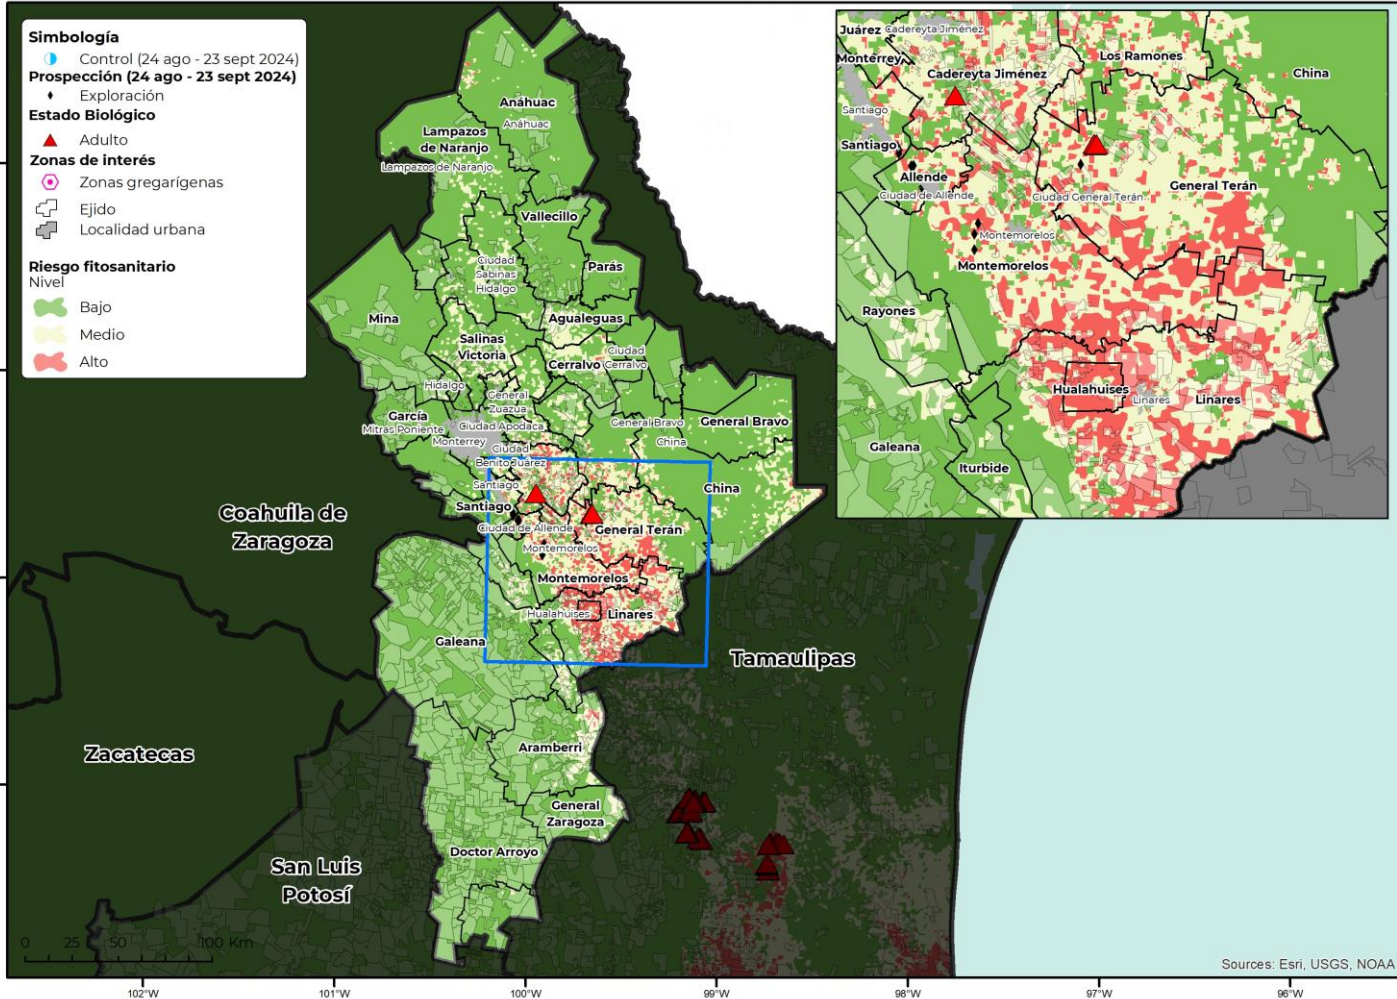 Simbología
Control (24 ago - 23 sept 2024)
Prospección (24 ago - 23 sept 2024)
Exploración
Estado Biológico
Adulto
Zonas de interés
Zonas gregarígenas
Ejido
Localidad urbana
Riesgo fitosanitario
Nivel
Bajo
Medio
Alto
Anáhuac
Anáhuac
Lampazos
de Naranjo
Lampazos de Naranjo
Vallecillo
Ciudad
Sabinas
Hidalgo
Parás
Mina
Agualeguas
Salinas
Victoria
Ciudad
Cerralvo
Cerralvo
Hidalgo
General
Zuazua
García
Mitras Poniente
Ciudad Apodaca
Monterrey
General Bravo
General Bravo
China
Ciudad
Benito Juárez
Santiago
China
Santiago
Ciudad de Allende
General Terán
Montemorelos
Montemorelos
Hualahuises
Linares
Galeana
Aramberri
General
Zaragoza
Doctor Arroyo
Coahuila de
Zaragoza
Zacatecas
San Luis
Potosí
Tamaulipas
Juárez
Cadereyta Jiménez
Monterrey
Cadereyta Jiménez
Los Ramones
China
Santiago
Santiago
Allende
Ciudad de Allende
Ciudad General Terán
General Terán
Montemorelos
Montemorelos
Rayones
Hualahuises
Linares
Linares
Galeana
Iturbide
0 25 50 100 Km
Sources: Esri, USGS, NOAA
102°W 101°W 100°W 99°W 98°W 97°W 96°W